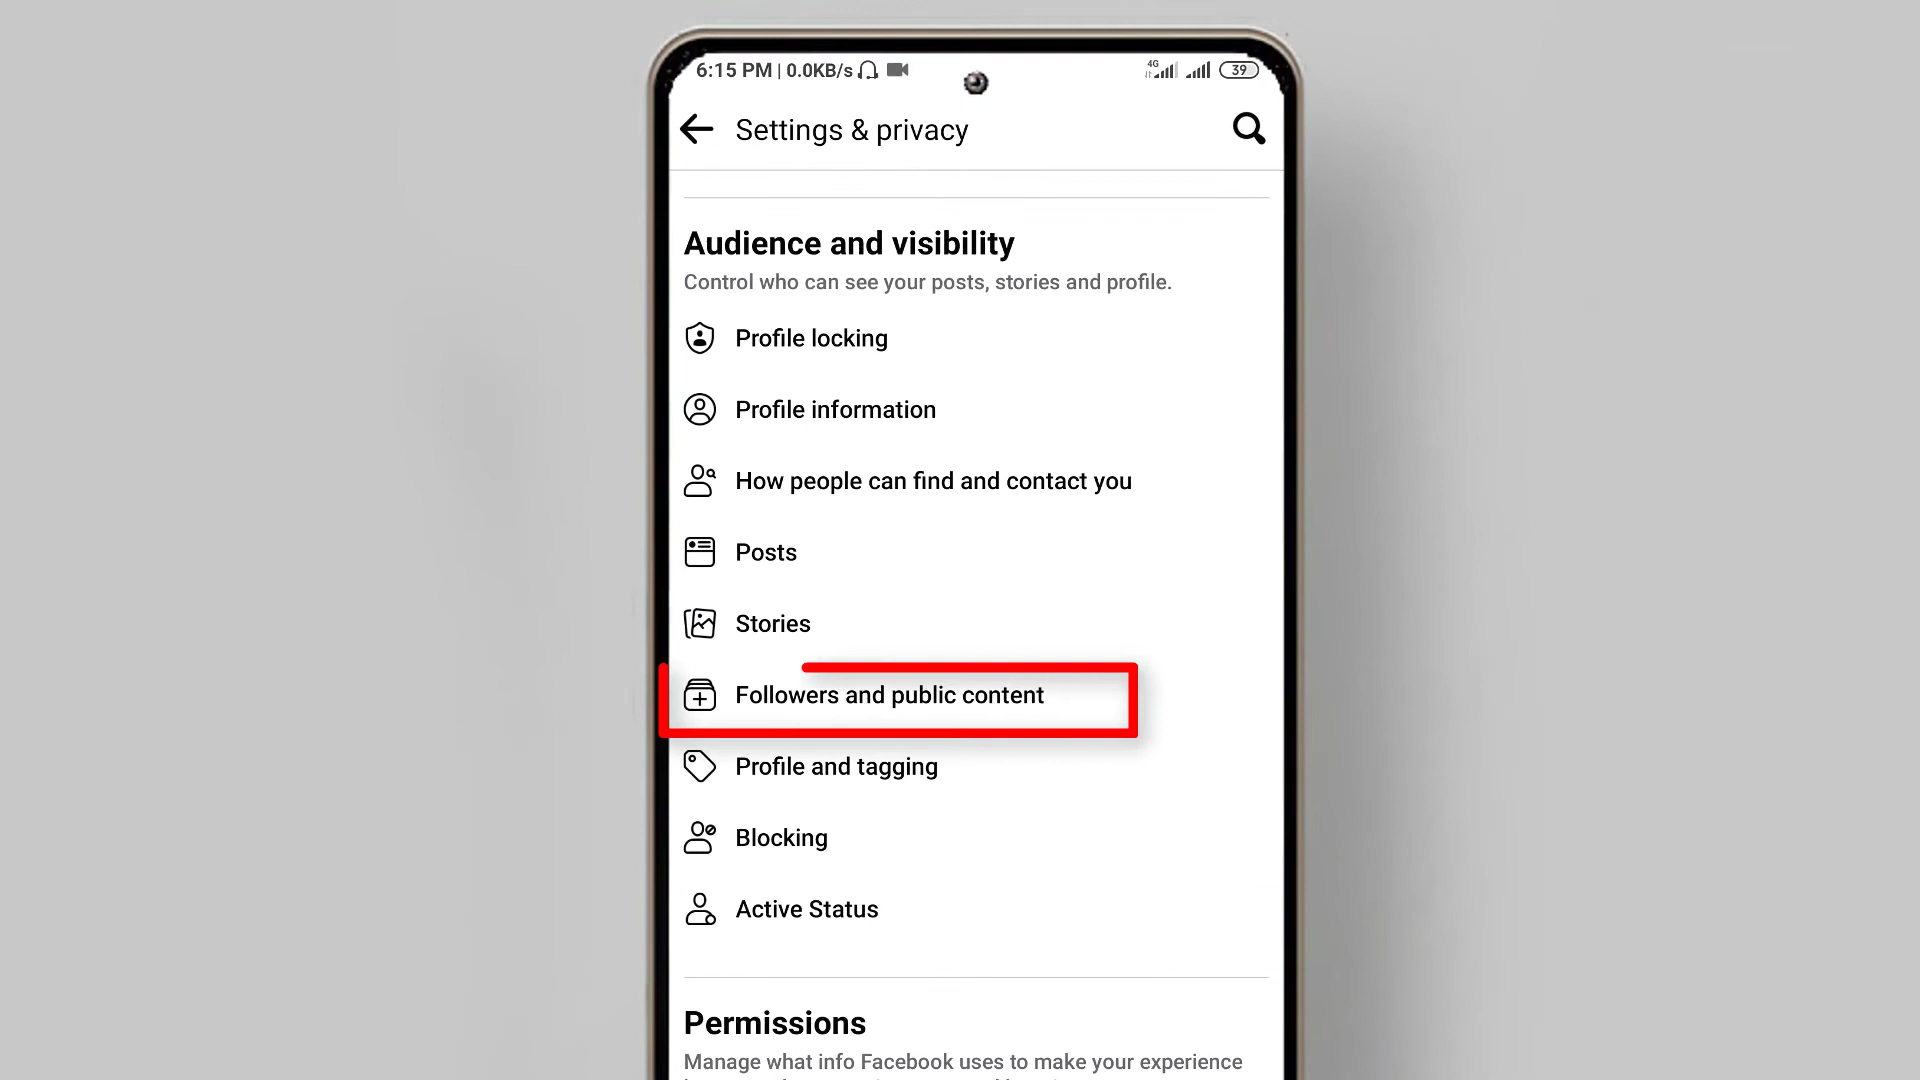 6:15 PM | 0.0KB/s
4G
39
Settings & privacy
Audience and visibility
Control who can see your posts, stories and profile.
Profile locking
Profile information
How people can find and contact you
Posts
Stories
Followers and public content
Profile and tagging
Blocking
Active Status
Permissions
Manage what info Facebook uses to make your experience